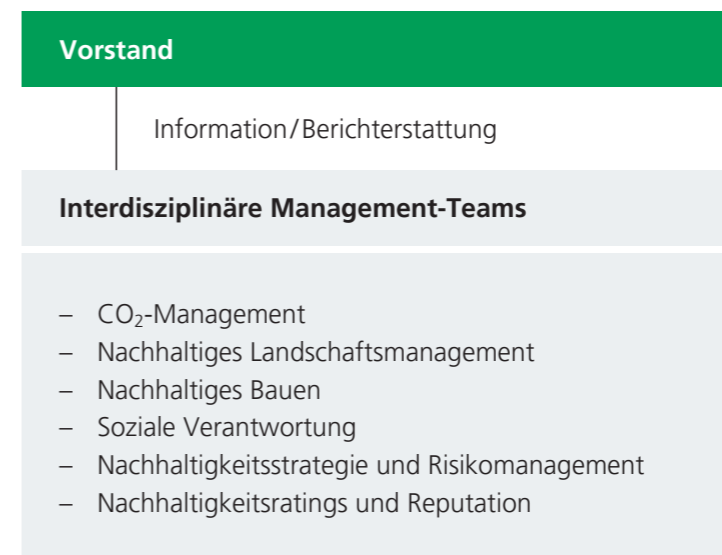 Vorstand
Information/Berichterstattung
Interdisziplinäre Management-Teams
– CO₂-Management
– Nachhaltiges Landschaftsmanagement
– Nachhaltiges Bauen
– Soziale Verantwortung
– Nachhaltigkeitsstrategie und Risikomanagement
– Nachhaltigkeitsratings und Reputation